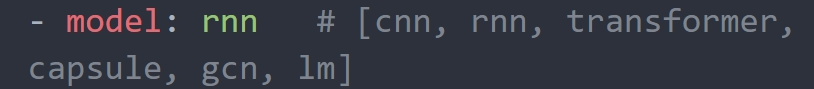 - model: rnn   # [cnn, rnn, transformer,
capsule, gcn, lm]